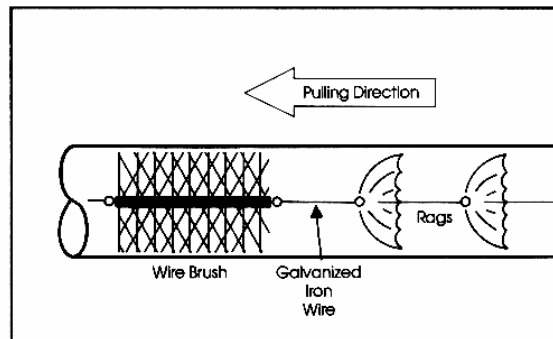 Pulling Direction
Rags
Wire Brush
Galvanized
Iron
Wire